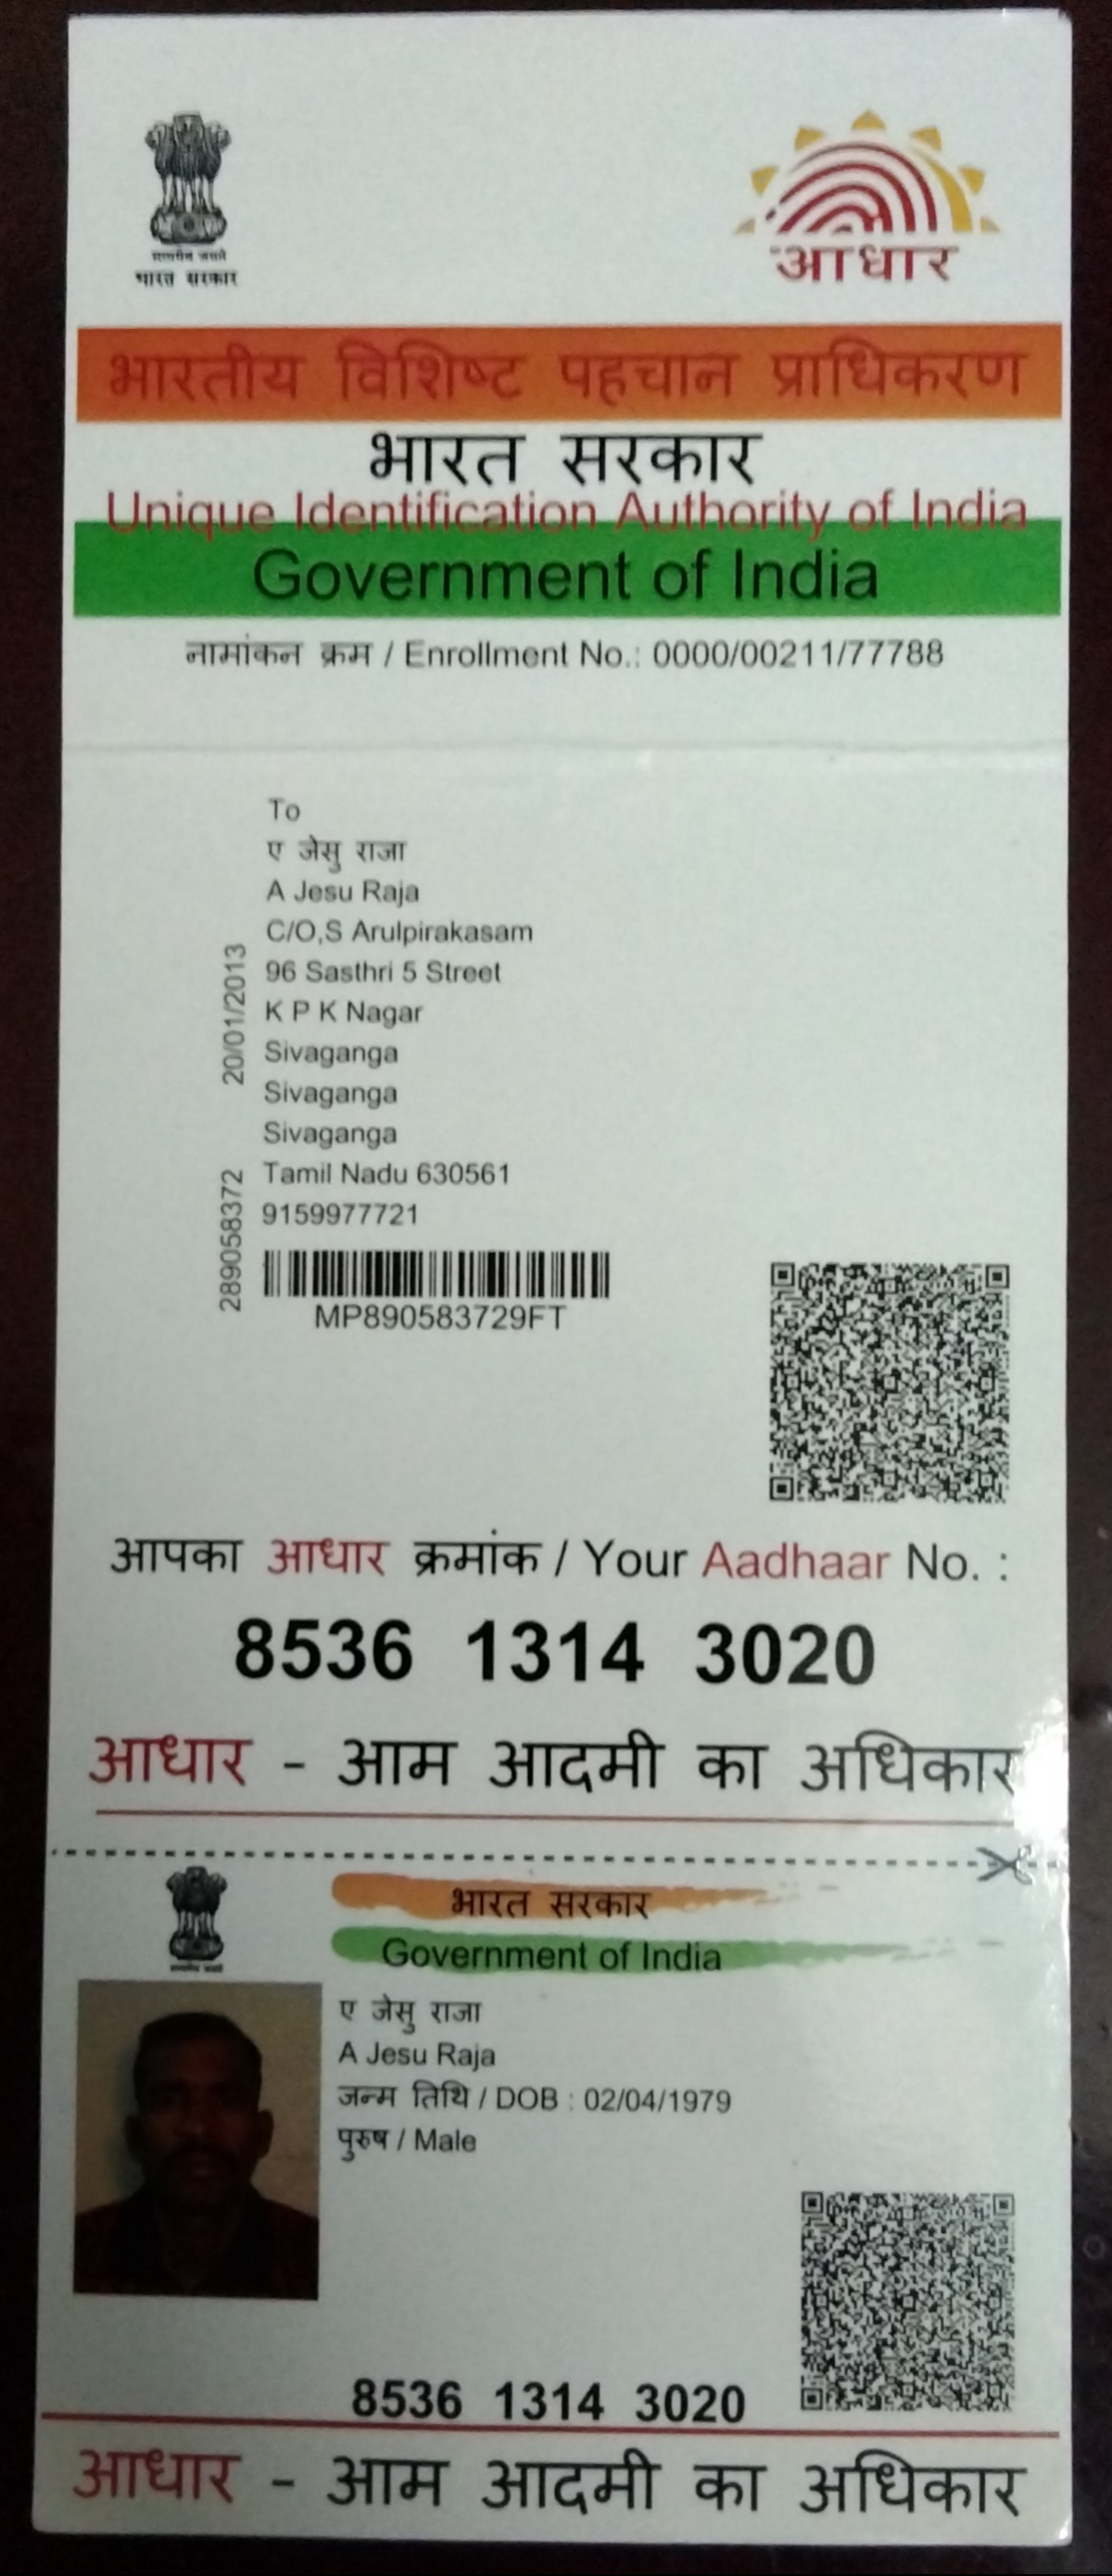 भारत सरकार
आधार
भारतीय विशिष्ट पहचान प्राधिकरण
भारत सरकार
Unique Identification Authority of India
Government of India
नामांकन क्रम / Enrollment No.: 0000/00211/77788
To
ए जेसु राजा
A Jesu Raja
C/O,S Arulpirakasam
96 Sasthri 5 Street
K P K Nagar
Sivaganga
Sivaganga
Sivaganga
Tamil Nadu 630561
9159977721
289058372 20/01/2013
MP890583729FT
आपका आधार क्रमांक / Your Aadhaar No. :
8536 1314 3020
आधार - आम आदमी का अधिकार
भारत सरकार
Government of India
ए जेसु राजा
A Jesu Raja
जन्म तिथि / DOB : 02/04/1979
पुरुष / Male
8536 1314 3020
आधार - आम आदमी का अधिकार